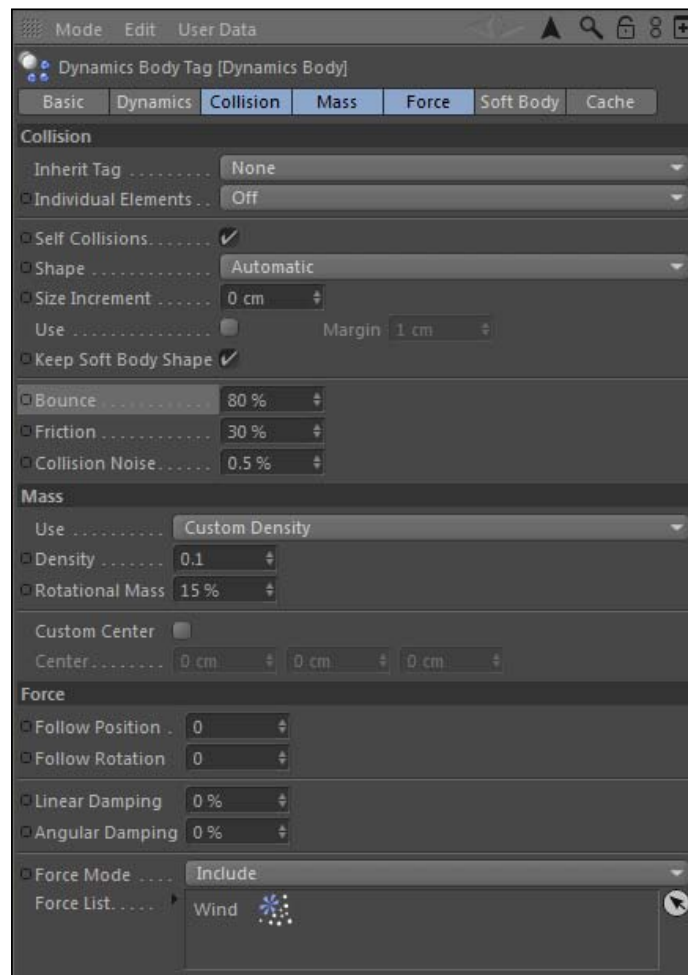 Mode Edit User Data
Dynamics Body Tag [Dynamics Body]
Basic Dynamics Collision Mass Force Soft Body Cache
Collision
Inherit Tag . . . . . . . . . None
Individual Elements . . Off
Self Collisions. . . . . . .
Shape . . . . . . . . . . . . . Automatic
Size Increment . . . . . . 0 cm
Use . . . . . . . . . . . . . . . Margin 1 cm
Keep Soft Body Shape
Bounce . . . . . . . . . . . . 80 %
Friction . . . . . . . . . . . . 30 %
Collision Noise. . . . . . 0.5 %
Mass
Use . . . . . . . . . . Custom Density
Density . . . . . . . 0.1
Rotational Mass 15 %
Custom Center
Center. . . . . . . . 0 cm 0 cm 0 cm
Force
Follow Position . 0
Follow Rotation 0
Linear Damping 0 %
Angular Damping 0 %
Force Mode . . . . Include
Force List. . . . . Wind